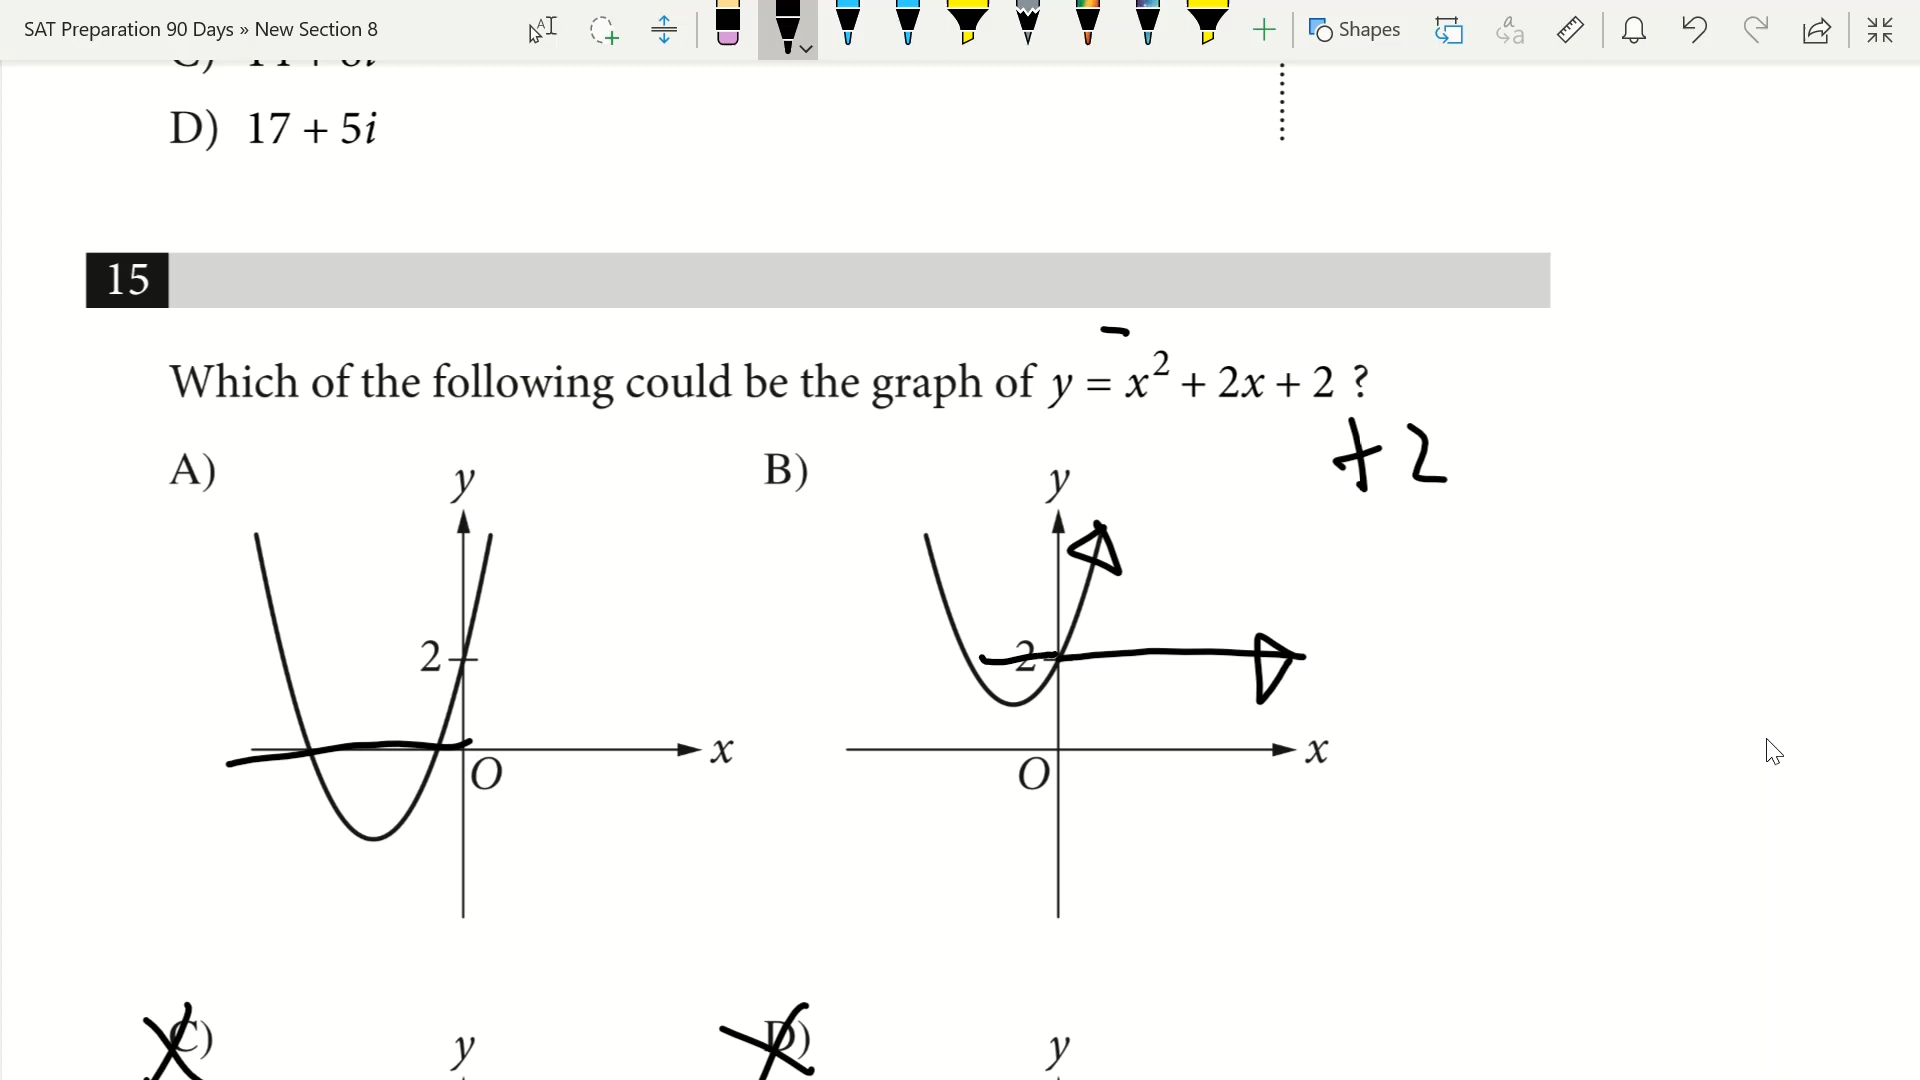 SAT Preparation 90 Days » New Section 8
Shapes
D) 17 + 5i
15
Which of the following could be the graph of y = x² + 2x + 2 ?
+2
A)
y
2
O
x
B)
y
2
O
x
C)
y
D)
y